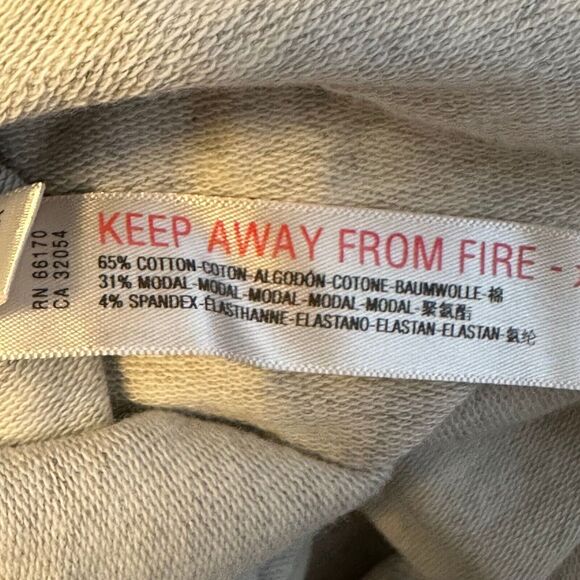 RN 66170
CA 32054
KEEP AWAY FROM FIRE -
65% COTTON-COTON-ALGODÓN-COTONE-BAUMWOLLE-棉
31% MODAL-MODAL-MODAL-MODAL-MODAL-聚氨酯
4% SPANDEX-ÉLASTHANNE-ELASTANO-ELASTAN-ELASTAN-氨纶